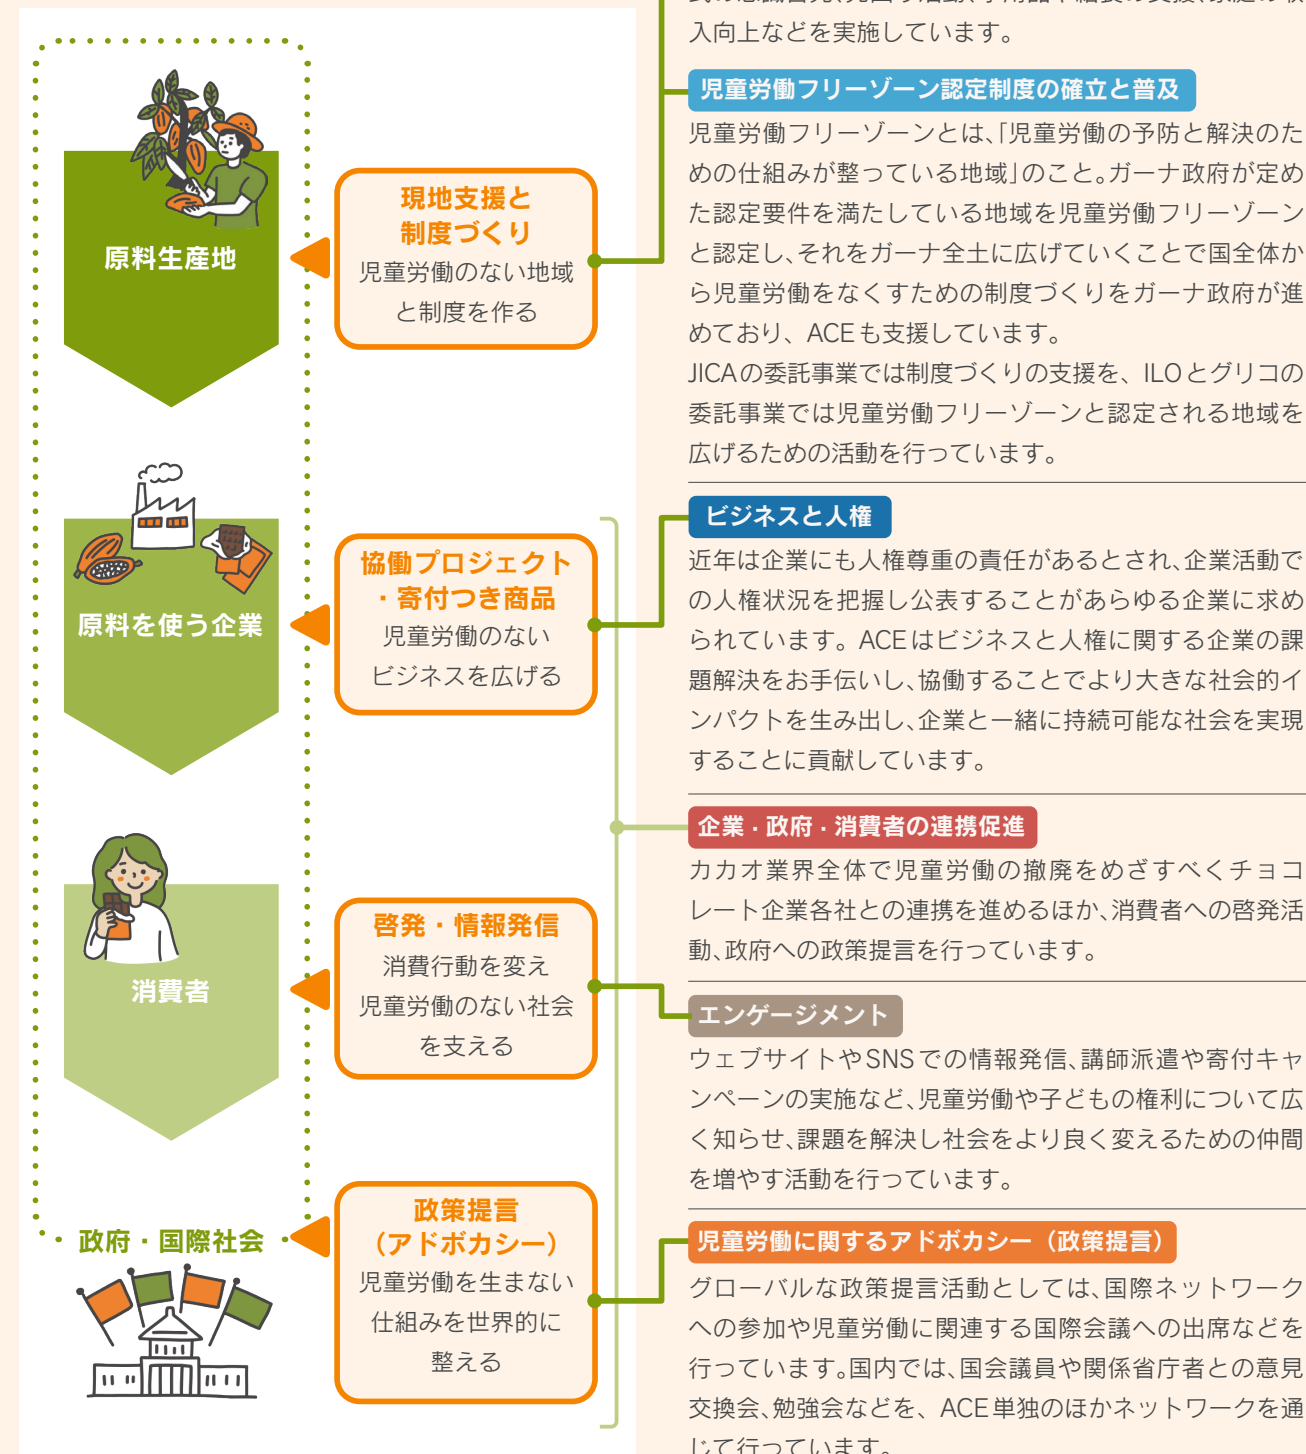 入向上などを実施しています。
児童労働フリーゾーン認定制度の確立と普及
児童労働フリーゾーンとは、「児童労働の予防と解決のた
めの仕組みが整っている地域」のこと。ガーナ政府が定め
た認定要件を満たしている地域を児童労働フリーゾーン
と認定し、それをガーナ全土に広げていくことで国全体か
ら児童労働をなくすための制度づくりをガーナ政府が進
めており、ACEも支援しています。
JICAの委託事業では制度づくりの支援を、ILOとグリコの
委託事業では児童労働フリーゾーンと認定される地域を
広げるための活動を行っています。
原料生産地
現地支援と
制度づくり
児童労働のない地域
と制度を作る
ビジネスと人権
近年は企業にも人権尊重の責任があるとされ、企業活動で
の人権状況を把握し公表することがあらゆる企業に求め
られています。ACEはビジネスと人権に関する企業の課
題解決をお手伝いし、協働することでより大きな社会的イ
ンパクトを生み出し、企業と一緒に持続可能な社会を実現
することに貢献しています。
原料を使う企業
協働プロジェクト
・寄付つき商品
児童労働のない
ビジネスを広げる
企業・政府・消費者の連携促進
カカオ業界全体で児童労働の撤廃をめざすべくチョコ
レート企業各社との連携を進めるほか、消費者への啓発活
動、政府への政策提言を行っています。
消費者
啓発・情報発信
消費行動を変え
児童労働のない社会
を支える
エンゲージメント
ウェブサイトやSNSでの情報発信、講師派遣や寄付キャ
ンペーンの実施など、児童労働や子どもの権利について広
く知らせ、課題を解決し社会をより良く変えるための仲間
を増やす活動を行っています。
政府・国際社会
政策提言
（アドボカシー）
児童労働を生まない
仕組みを世界的に
整える
児童労働に関するアドボカシー（政策提言）
グローバルな政策提言活動としては、国際ネットワーク
への参加や児童労働に関連する国際会議への出席などを
行っています。国内では、国会議員や関係省庁者との意見
交換会、勉強会などを、ACE単独のほかネットワークを通
じて行っています。